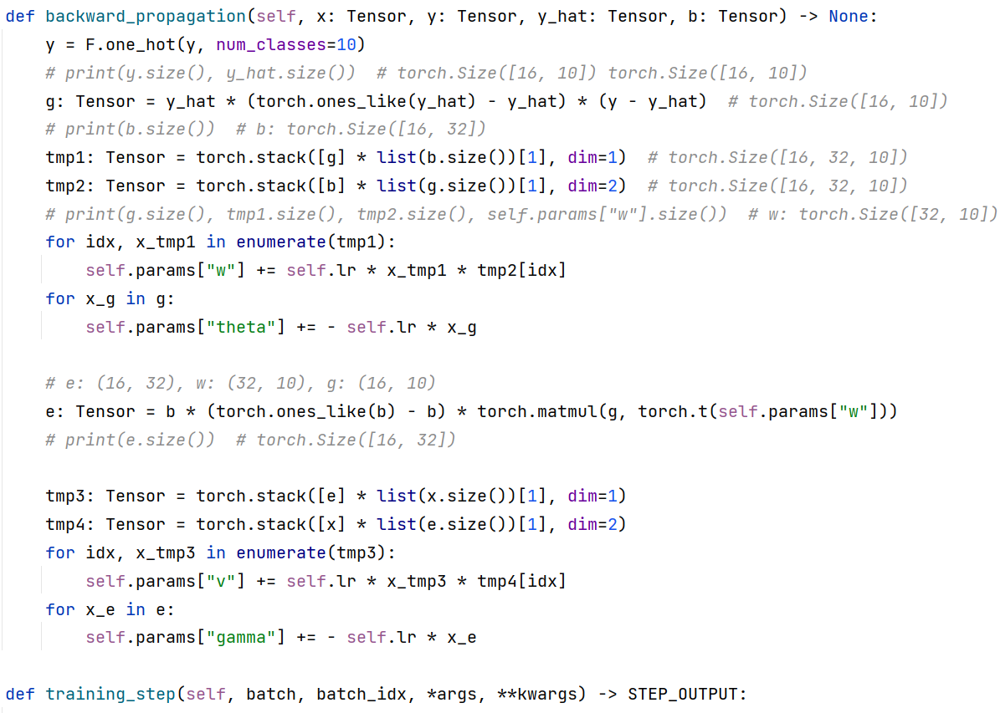 def backward_propagation(self, x: Tensor, y: Tensor, y_hat: Tensor, b: Tensor) -> None:
    y = F.one_hot(y, num_classes=10)
    # print(y.size(), y_hat.size())  # torch.Size([16, 10]) torch.Size([16, 10])
    g: Tensor = y_hat * (torch.ones_like(y_hat) - y_hat) * (y - y_hat)  # torch.Size([16, 10])
    # print(b.size())  # b: torch.Size([16, 32])
    tmp1: Tensor = torch.stack([g] * list(b.size())[1], dim=1)  # torch.Size([16, 32, 10])
    tmp2: Tensor = torch.stack([b] * list(g.size())[1], dim=2)  # torch.Size([16, 32, 10])
    # print(g.size(), tmp1.size(), tmp2.size(), self.params["w"].size())  # w: torch.Size([32, 10])
    for idx, x_tmp1 in enumerate(tmp1):
        self.params["w"] += self.lr * x_tmp1 * tmp2[idx]
    for x_g in g:
        self.params["theta"] += - self.lr * x_g

    # e: (16, 32), w: (32, 10), g: (16, 10)
    e: Tensor = b * (torch.ones_like(b) - b) * torch.matmul(g, torch.t(self.params["w"]))
    # print(e.size())  # torch.Size([16, 32])

    tmp3: Tensor = torch.stack([e] * list(x.size())[1], dim=1)
    tmp4: Tensor = torch.stack([x] * list(e.size())[1], dim=2)
    for idx, x_tmp3 in enumerate(tmp3):
        self.params["v"] += self.lr * x_tmp3 * tmp4[idx]
    for x_e in e:
        self.params["gamma"] += - self.lr * x_e

def training_step(self, batch, batch_idx, *args, **kwargs) -> STEP_OUTPUT: